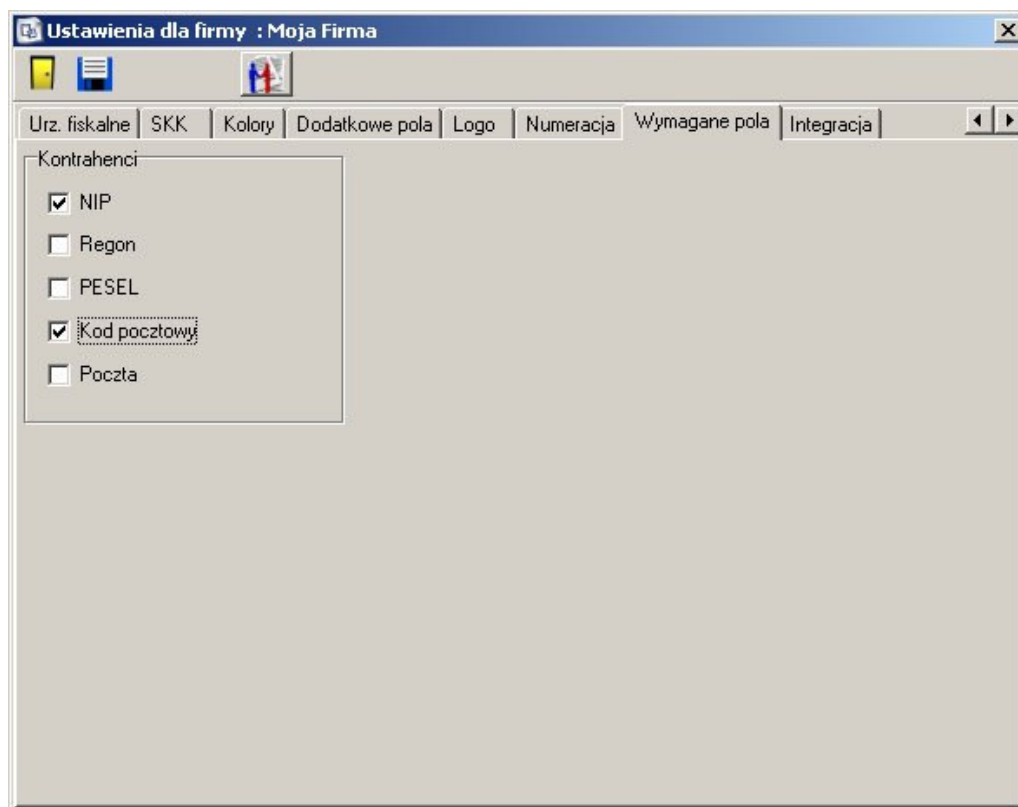 Ustawienia dla firmy : Moja Firma
Urz. fiskalne SKK Kolory Dodatkowe pola Logo Numeracja Wymagane pola Integracja
Kontrahenci
NIP
Regon
PESEL
Kod pocztowy
Poczta